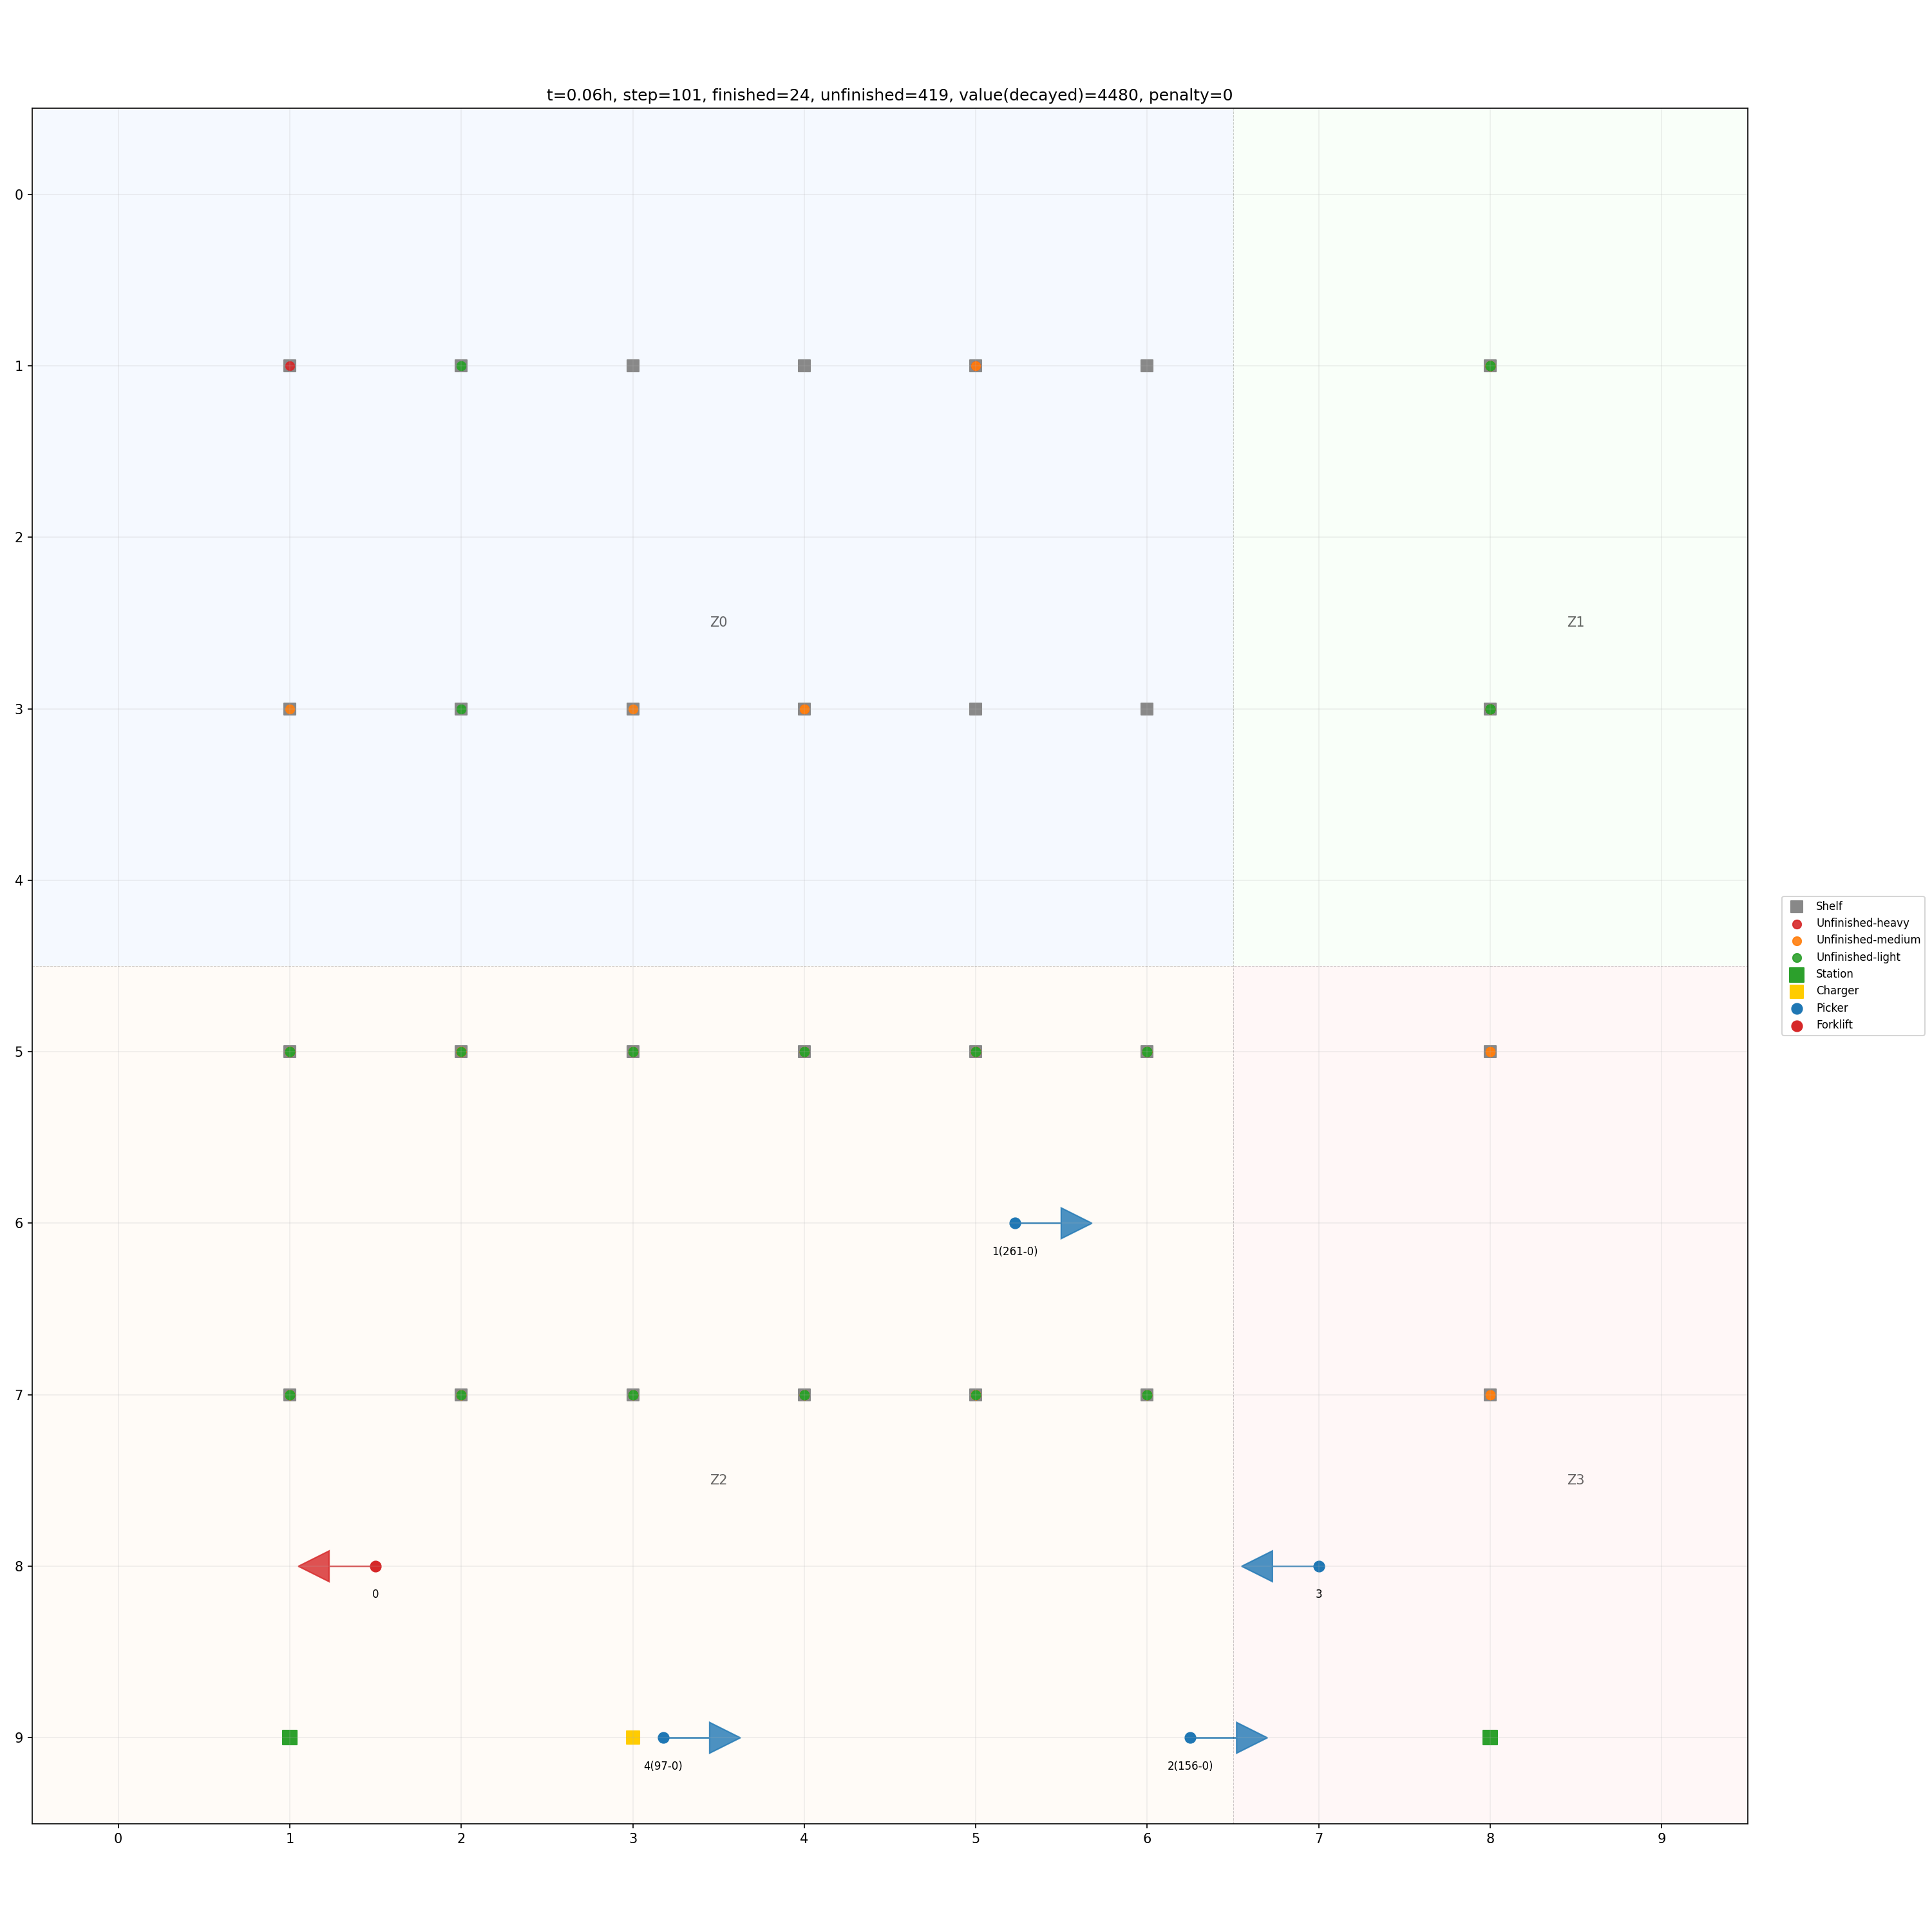 t=0.06h, step=101, finished=24, unfinished=419, value(decayed)=4480, penalty=0
0
1
2
Z0
Z1
3
4
Shelf
Unfinished-heavy
Unfinished-medium
Unfinished-light
Station
Charger
Picker
Forklift
5
6
1(261-0)
7
Z2
Z3
8
0
3
9
4(97-0)
2(156-0)
0 1 2 3 4 5 6 7 8 9